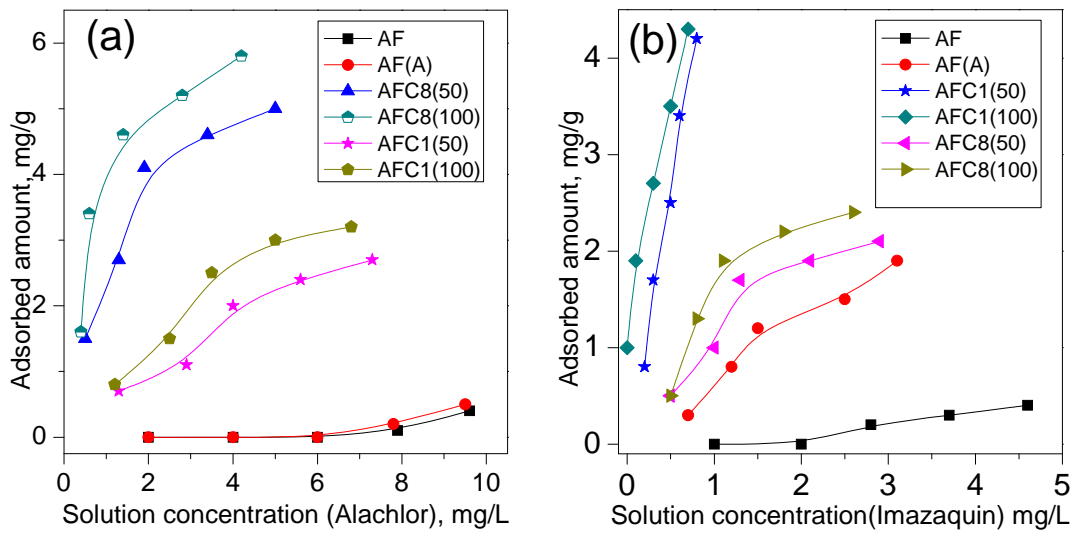 (a)
AF
AF(A)
AFC8(50)
AFC8(100)
AFC1(50)
AFC1(100)
6
4
2
0
Adsorbed amount, mg/g
0 2 4 6 8 10
Solution concentration (Alachlor), mg/L
(b)
AF
AF(A)
AFC1(50)
AFC1(100)
AFC8(50)
AFC8(100)
4
3
2
1
0
Adsorbed amount, mg/g
0 1 2 3 4 5
Solution concentration(Imazaquin) mg/L